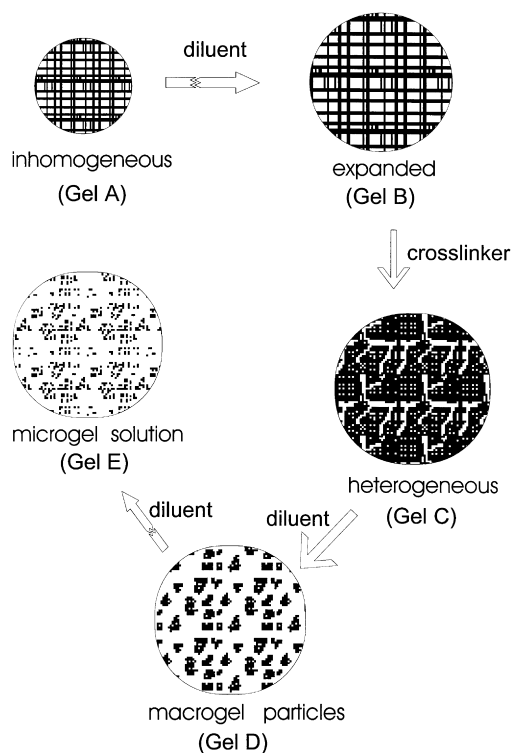 diluent
inhomogeneous
(Gel A)
expanded
(Gel B)
crosslinker
heterogeneous
(Gel C)
diluent
macrogel particles
(Gel D)
diluent
microgel solution
(Gel E)